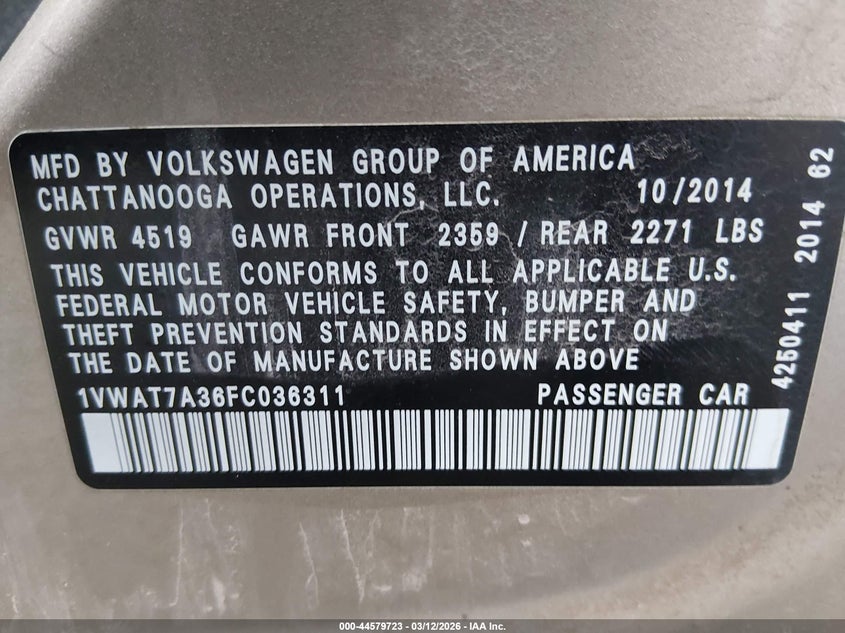 MFD BY VOLKSWAGEN GROUP OF AMERICA
CHATTANOOGA OPERATIONS, LLC. 10/2014
GVWR 4519 GAWR FRONT 2359 / REAR 2271 LBS
THIS VEHICLE CONFORMS TO ALL APPLICABLE U.S.
FEDERAL MOTOR VEHICLE SAFETY, BUMPER AND
THEFT PREVENTION STANDARDS IN EFFECT ON
THE DATE OF MANUFACTURE SHOWN ABOVE
1VWAT7A36FC036311 PASSENGER CAR
4250411 2014 62
000-44579723 - 03/12/2026 - IAA Inc.